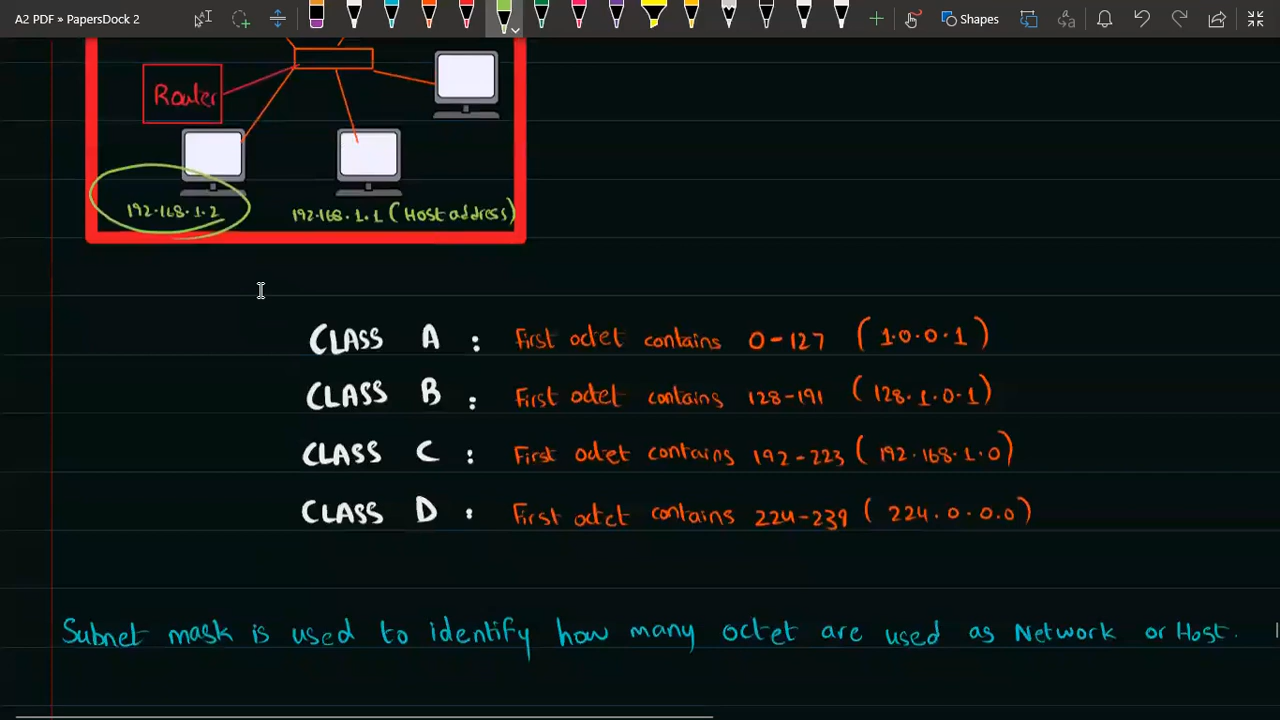 A2 PDF » PapersDock 2
Shapes
Router
192.168.1.2
192.168.1.1 (Host address)
CLASS A : First octet contains 0-127 (1.0.0.1)
CLASS B : First octet contains 128-191 (128.1.0.1)
CLASS C : First octet contains 192-223 (192.168.1.0)
CLASS D : First octet contains 224-239 (224.0.0.0)
Subnet mask is used to identify how many octet are used as Network or Host.